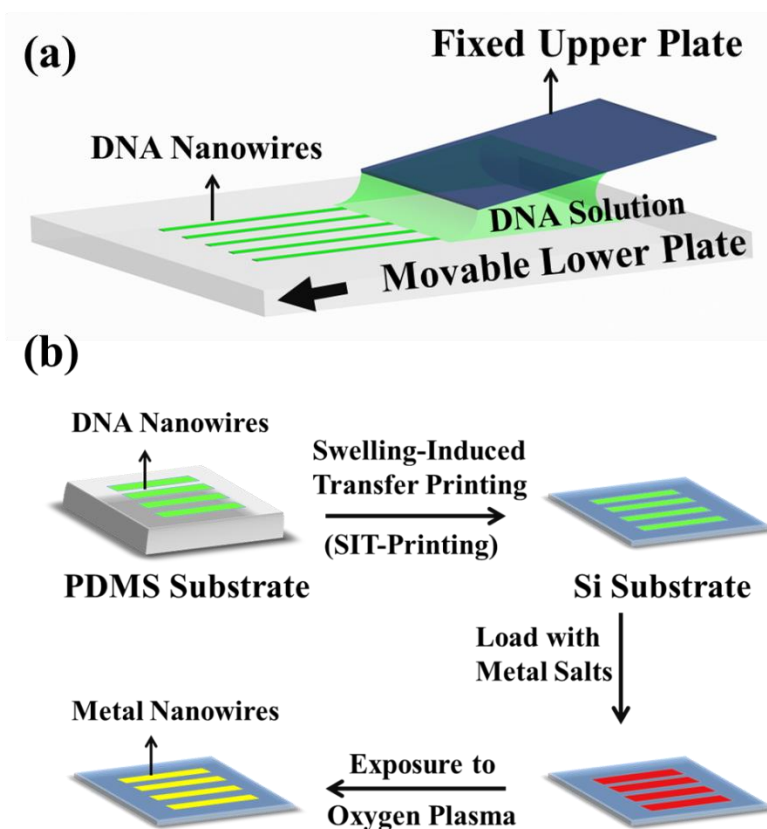 (a)
Fixed Upper Plate
DNA Nanowires
DNA Solution
Movable Lower Plate
(b)
DNA Nanowires
Swelling-Induced
Transfer Printing
(SIT-Printing)
PDMS Substrate
Si Substrate
Load with
Metal Salts
Metal Nanowires
Exposure to
Oxygen Plasma